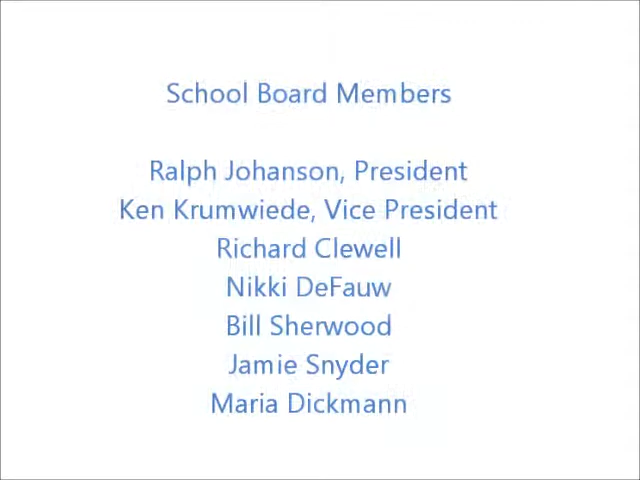 School Board Members
Ralph Johanson, President
Ken Krumwiede, Vice President
Richard Clewell
Nikki DeFauw
Bill Sherwood
Jamie Snyder
Maria Dickmann